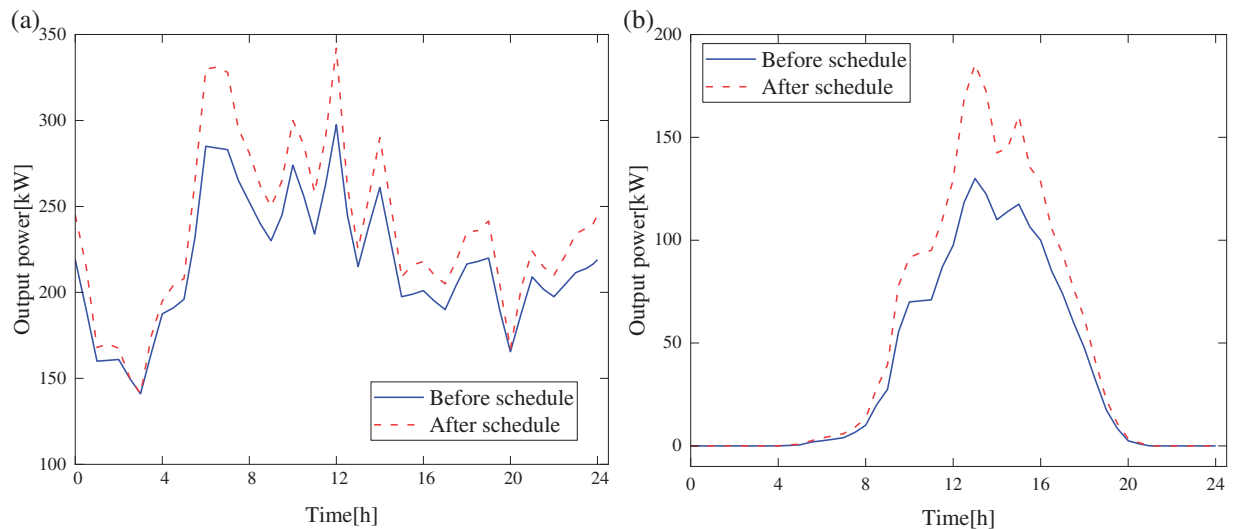 (a)
350
300
250
200
150
100
Output power[kW]
Before schedule
After schedule
0 4 8 12 16 20 24
Time[h]
(b)
200
150
100
50
0
Output power[kW]
Before schedule
After schedule
0 4 8 12 16 20 24
Time[h]